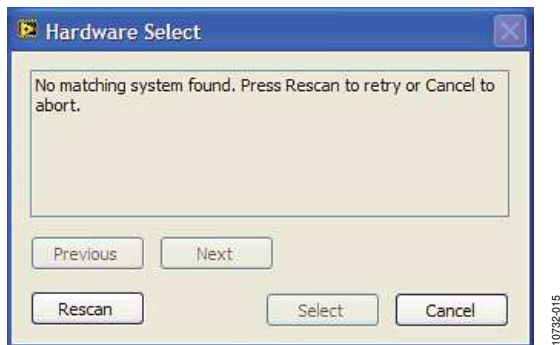 Hardware Select
No matching system found. Press Rescan to retry or Cancel to
abort.
Previous Next
Rescan Select Cancel
10732-015